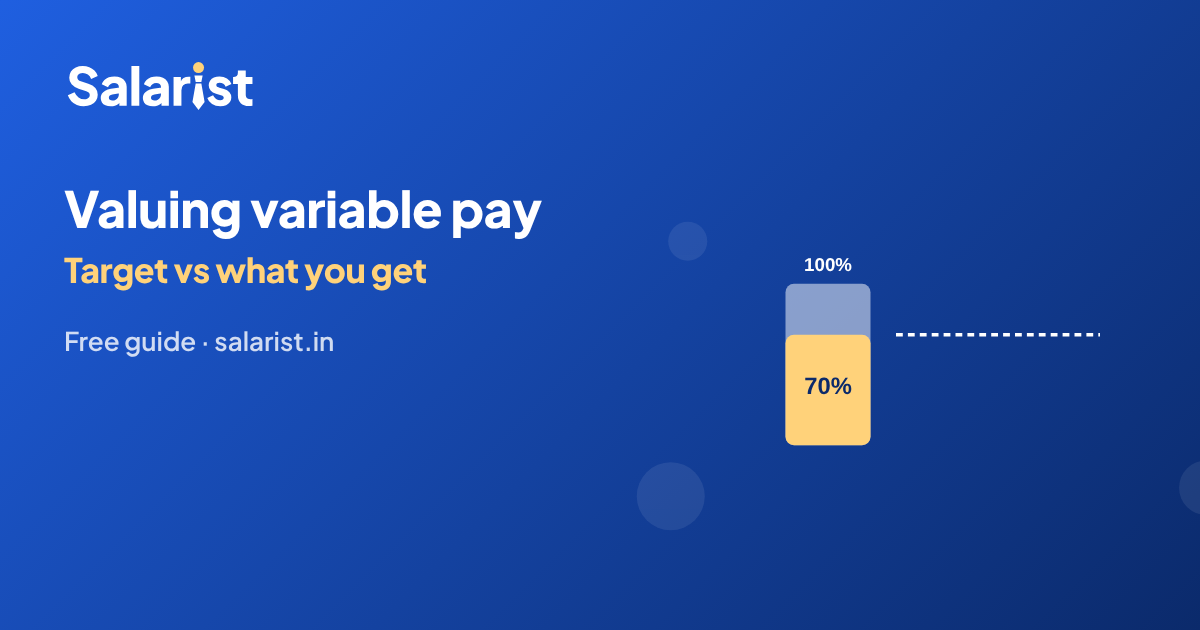 Salarist
Valuing variable pay
Target vs what you get
Free guide · salarist.in
100%
70%